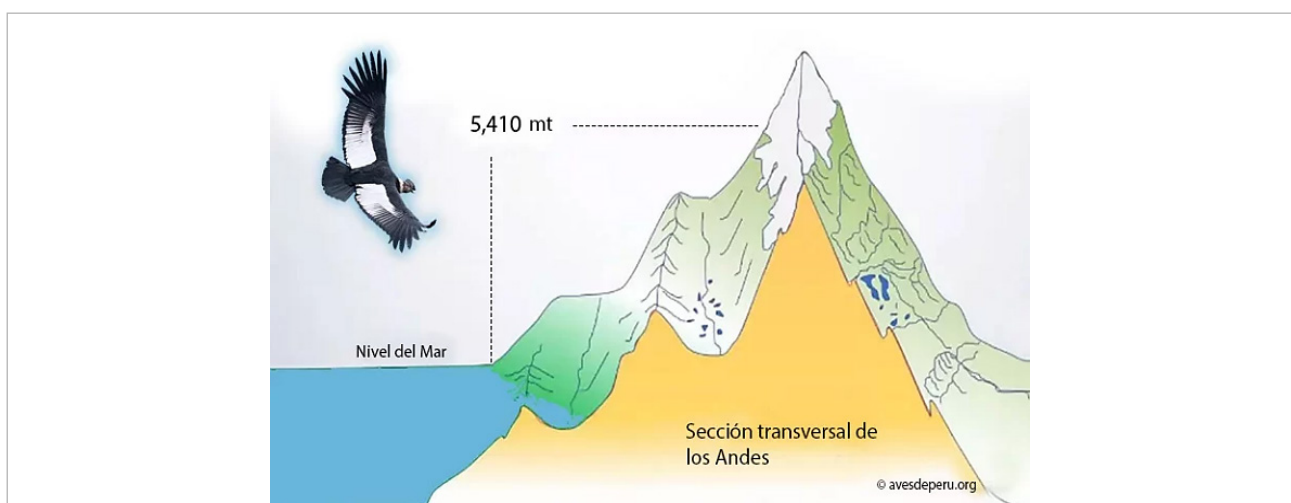 5,410 mt
Nivel del Mar
Sección transversal de
los Andes
© avesdeperu.org